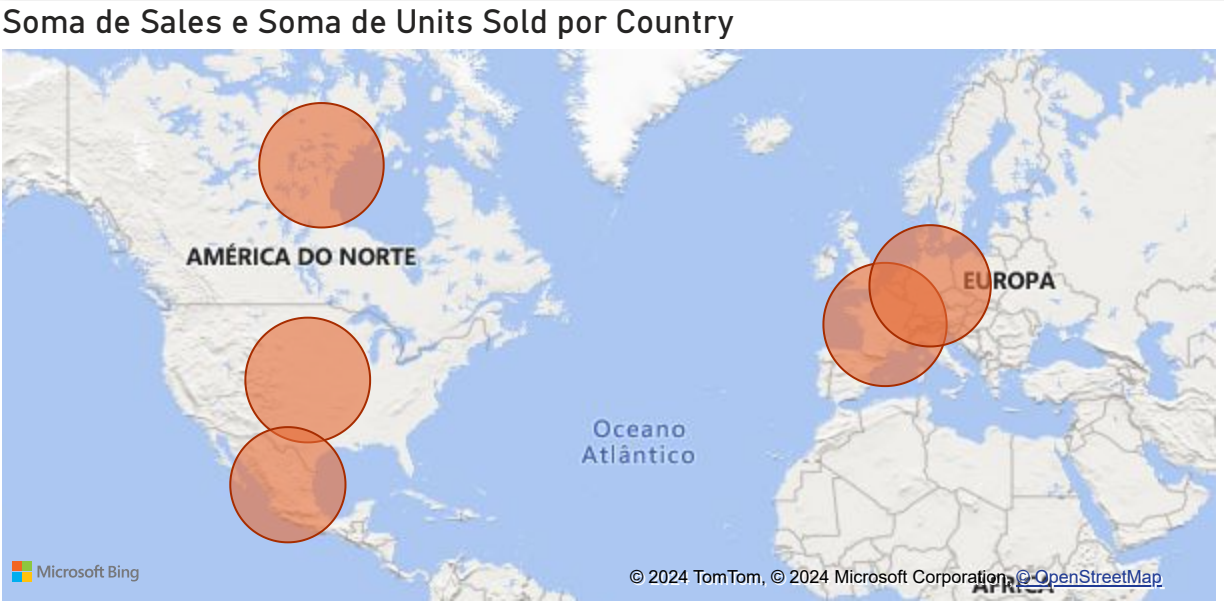 Soma de Sales e Soma de Units Sold por Country
AMÉRICA DO NORTE
EUROPA
Oceano
Atlântico
Microsoft Bing
© 2024 TomTom, © 2024 Microsoft Corporation, © OpenStreetMap
ÁFRICA